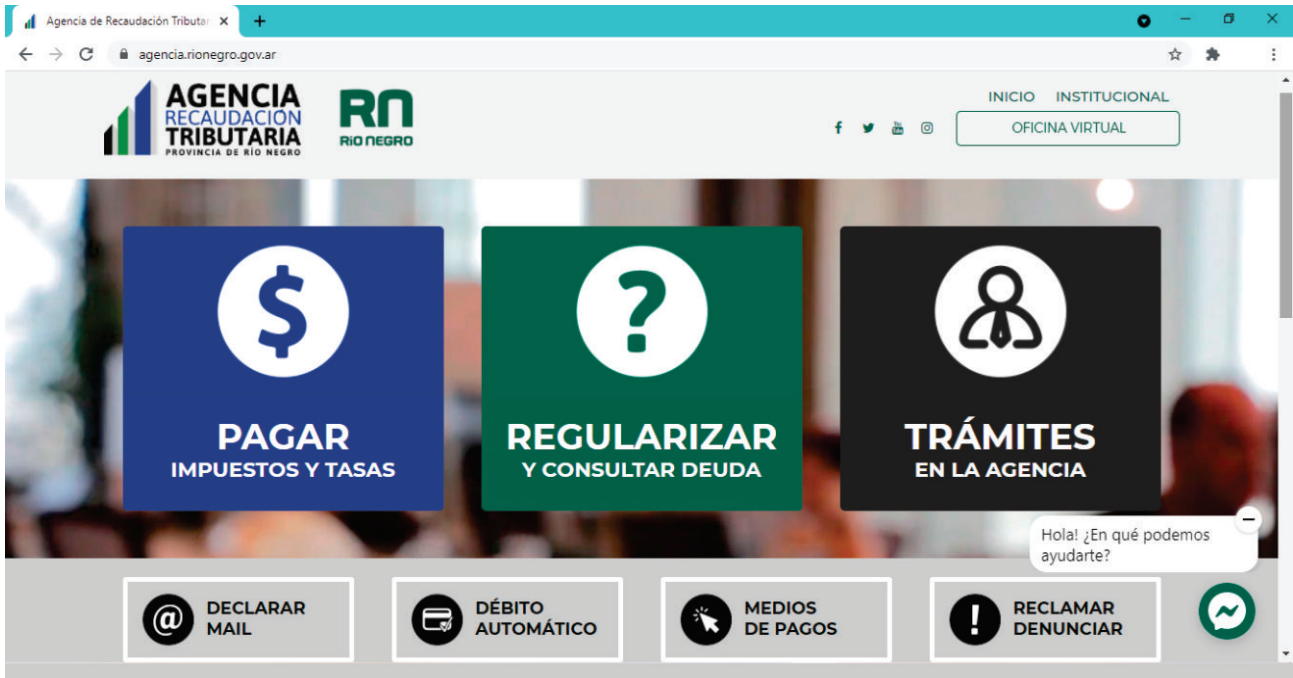 Agencia de Recaudación Tributar
agencia.rionegro.gov.ar
AGENCIA
RECAUDACIÓN
TRIBUTARIA
PROVINCIA DE RÍO NEGRO
RN
RÍO NEGRO
INICIO INSTITUCIONAL
OFICINA VIRTUAL
$
PAGAR
IMPUESTOS Y TASAS
?
REGULARIZAR
Y CONSULTAR DEUDA
TRÁMITES
EN LA AGENCIA
Hola! ¿En qué podemos
ayudarte?
@
DECLARAR
MAIL
DÉBITO
AUTOMÁTICO
MEDIOS
DE PAGOS
!
RECLAMAR
DENUNCIAR